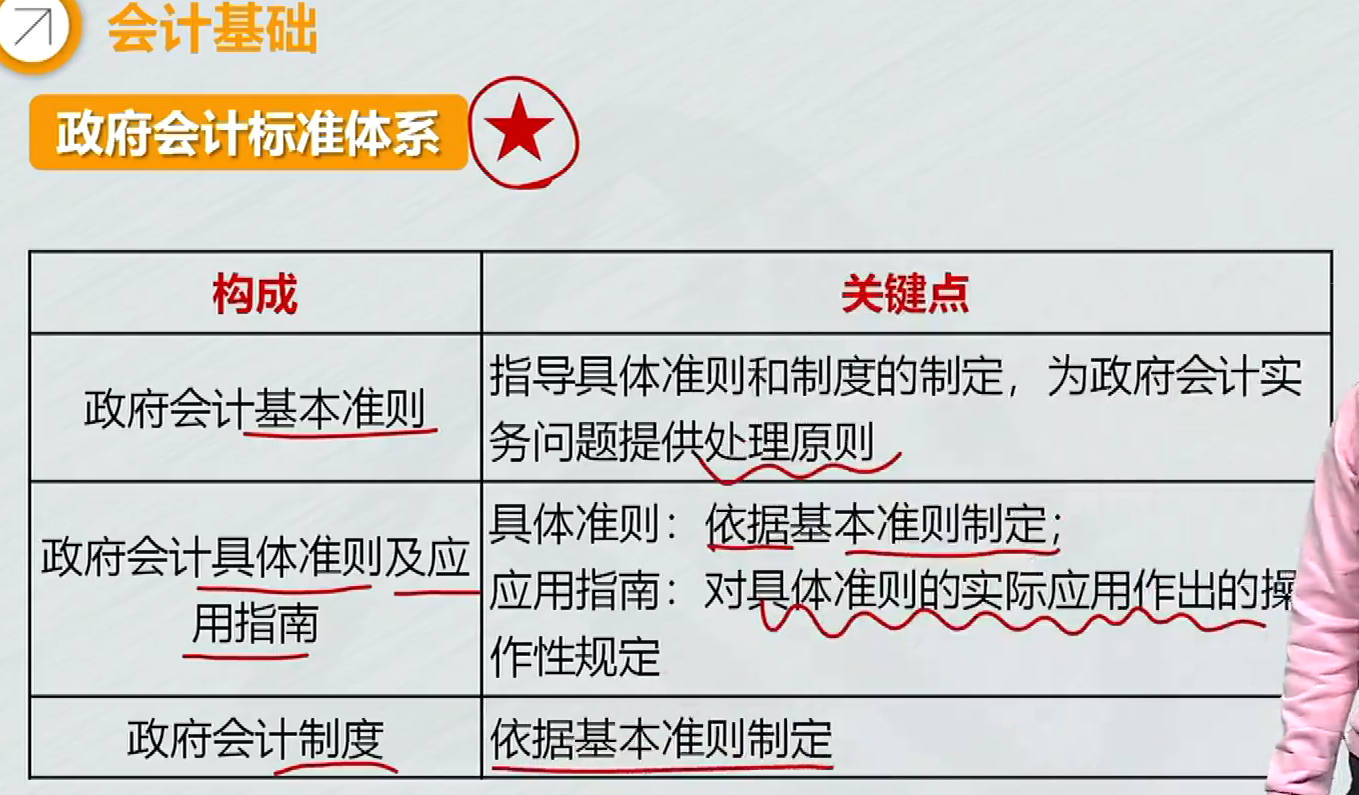 会计基础
政府会计标准体系
构成
关键点
政府会计基本准则
指导具体准则和制度的制定，为政府会计实
务问题提供处理原则
政府会计具体准则及应
用指南
具体准则：依据基本准则制定；
应用指南：对具体准则的实际应用作出的操
作性规定
政府会计制度
依据基本准则制定